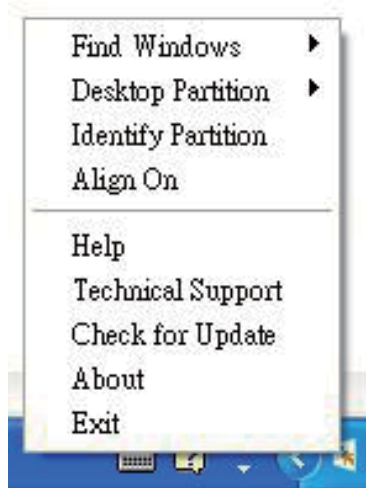 Find Windows
Desktop Partition
Identify Partition
Align On
Help
Technical Support
Check for Update
About
Exit